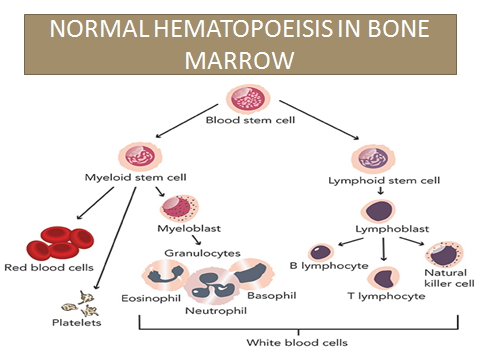 NORMAL HEMATOPOEISIS IN BONE
MARROW
Blood stem cell
Myeloid stem cell
Lymphoid stem cell
Myeloblast
Lymphoblast
Granulocytes
Red blood cells
B lymphocyte
Natural
killer cell
Eosinophil
Basophil
T lymphocyte
Neutrophil
Platelets
White blood cells